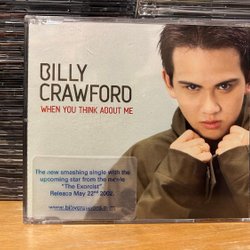 BILLY
CRAWFORD
WHEN YOU THINK ABOUT ME
The new smashing single with the
upcoming star from the movie
"The Exorcist"
Release May 22nd 2002